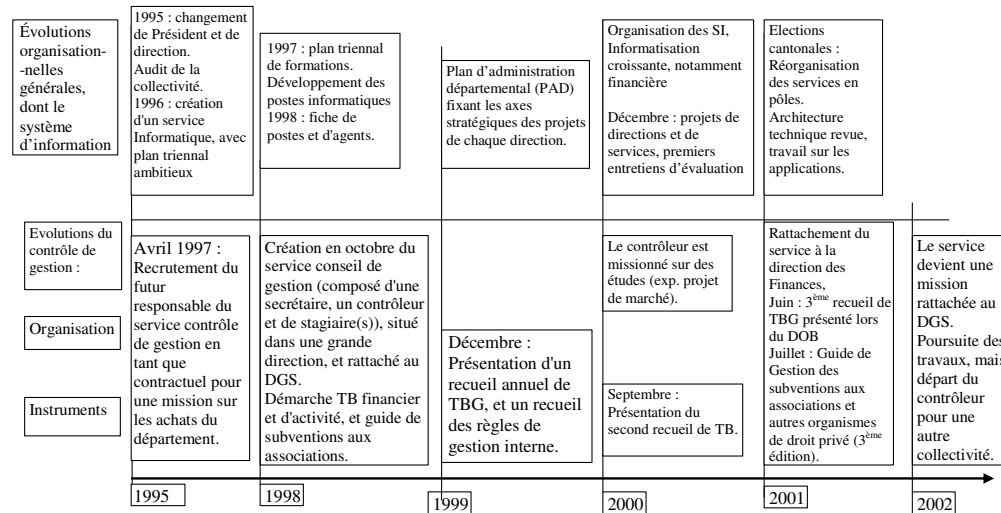 Évolutions
organisation-
-nelles
générales,
dont le
système
d'information
1995 : changement
de Président et de
direction.
Audit de la
collectivité.
1996 : création
d'un service
Informatique, avec
plan triennal
ambitieux
1997 : plan triennal
de formations.
Développement des
postes informatiques
1998 : fiche de
postes et d'agents.
Plan d'administration
départemental (PAD)
fixant les axes
stratégiques des projets
de chaque direction.
Organisation des SI,
Informatisation
croissante, notamment
financière
Décembre : projets de
directions et de
services, premiers
entretiens d'évaluation
Elections
cantonales :
Réorganisation
des services en
pôles.
Architecture
technique revue,
travail sur les
applications.
Evolutions du
contrôle de
gestion :
Organisation
Instruments
Avril 1997 :
Recrutement du
futur
responsable du
service contrôle
de gestion en
tant que
contractuel pour
une mission sur
les achats du
département.
Création en octobre du
service conseil de
gestion (composé d'une
secrétaire, un contrôleur
et de stagiaire(s)), situé
dans une grande
direction, et rattaché au
DGS.
Démarche TB financier
et d'activité, et guide de
subventions aux
associations.
Décembre :
Présentation d'un
recueil annuel de
TBG, et un recueil
des règles de
gestion interne.
Le contrôleur est
missionné sur des
études (exp. projet
de marché).
Septembre :
Présentation du
second recueil de TB.
Rattachement du
service à la
direction des
Finances,
Juin : 3ème recueil de
TBG présenté lors
du DOB
Juillet : Guide de
Gestion des
subventions aux
associations et
autres organismes
de droit privé (3ème
édition).
Le service
devient une
mission
rattachée au
DGS.
Poursuite des
travaux, mais
départ du
contrôleur
pour une
autre
collectivité.
1995
1998
1999
2000
2001
2002